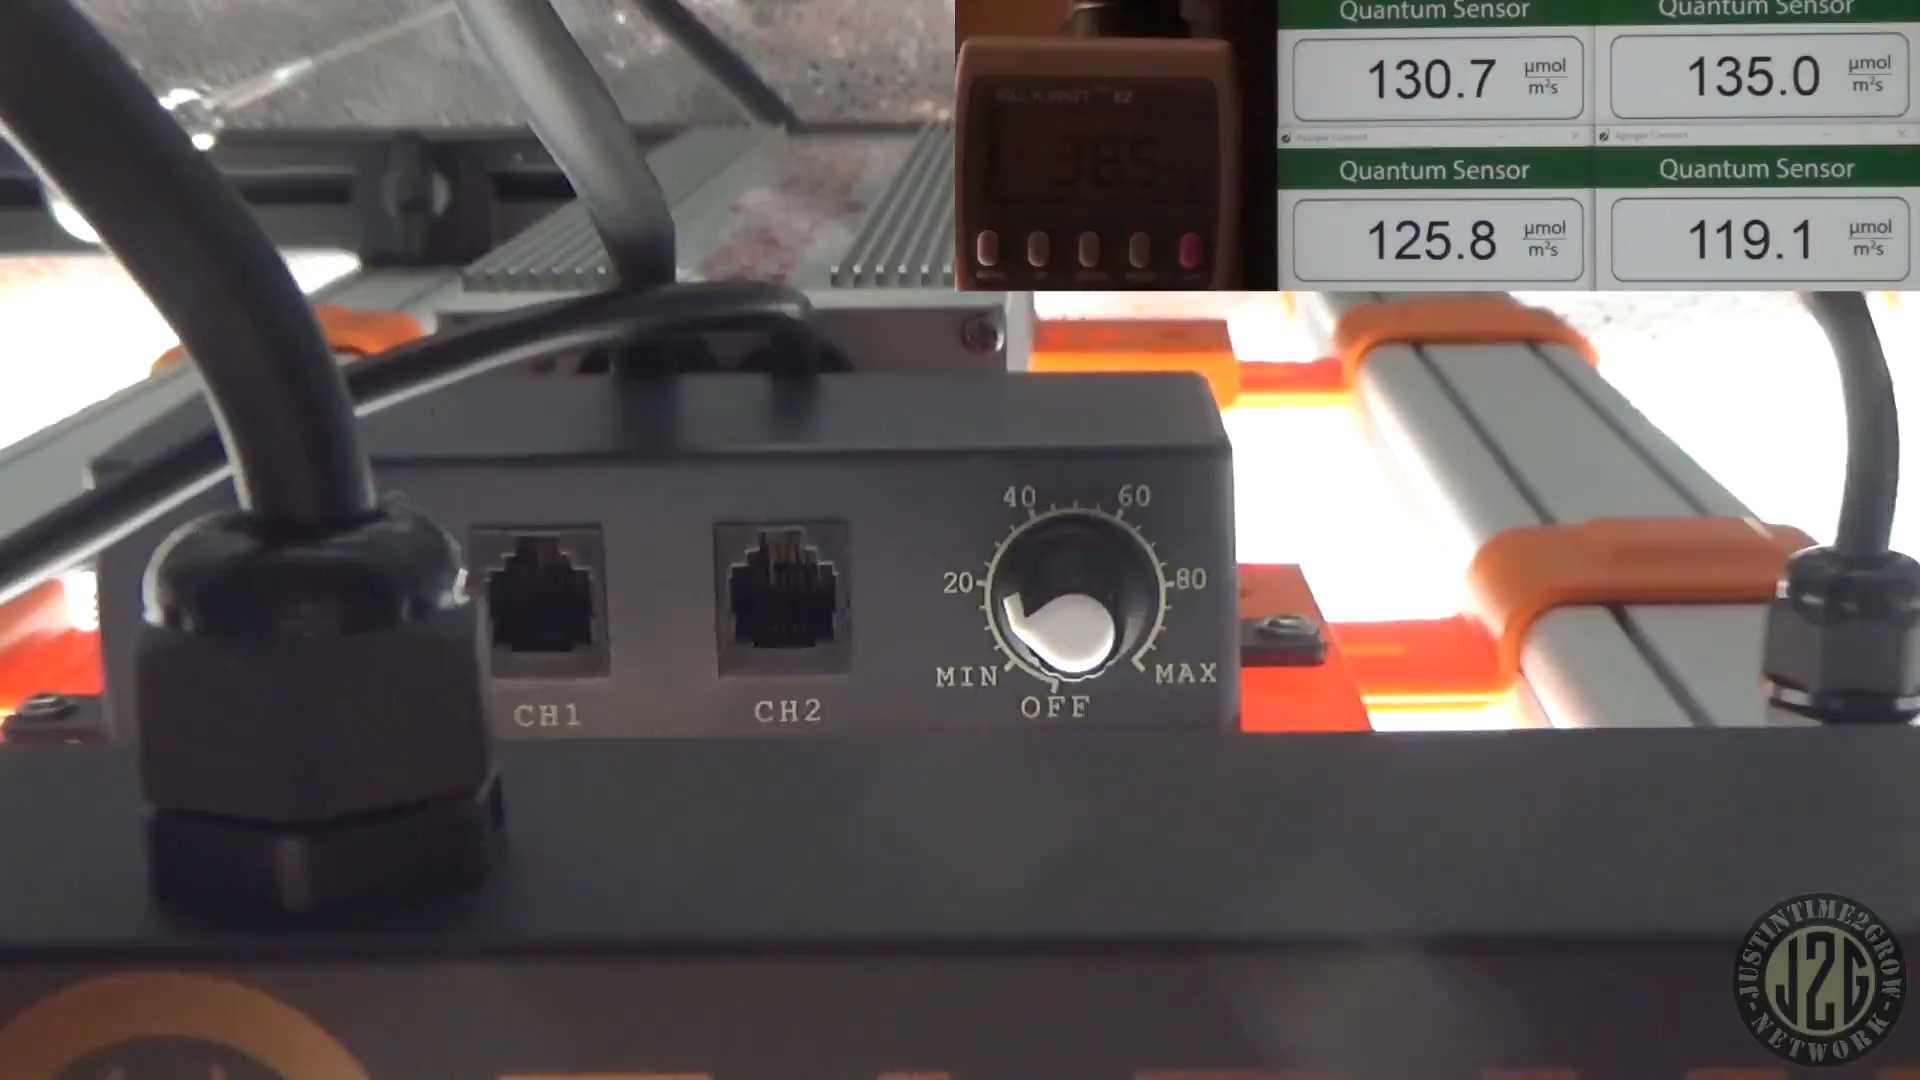 Quantum Sensor
Quantum Sensor
130.7 µmol m²s
135.0 µmol m²s
Quantum Sensor
Quantum Sensor
125.8 µmol m²s
119.1 µmol m²s
40
60
20
80
MIN
MAX
OFF
CH1
CH2
JUSTINTIME2GROW
J2G
- NETWORK -